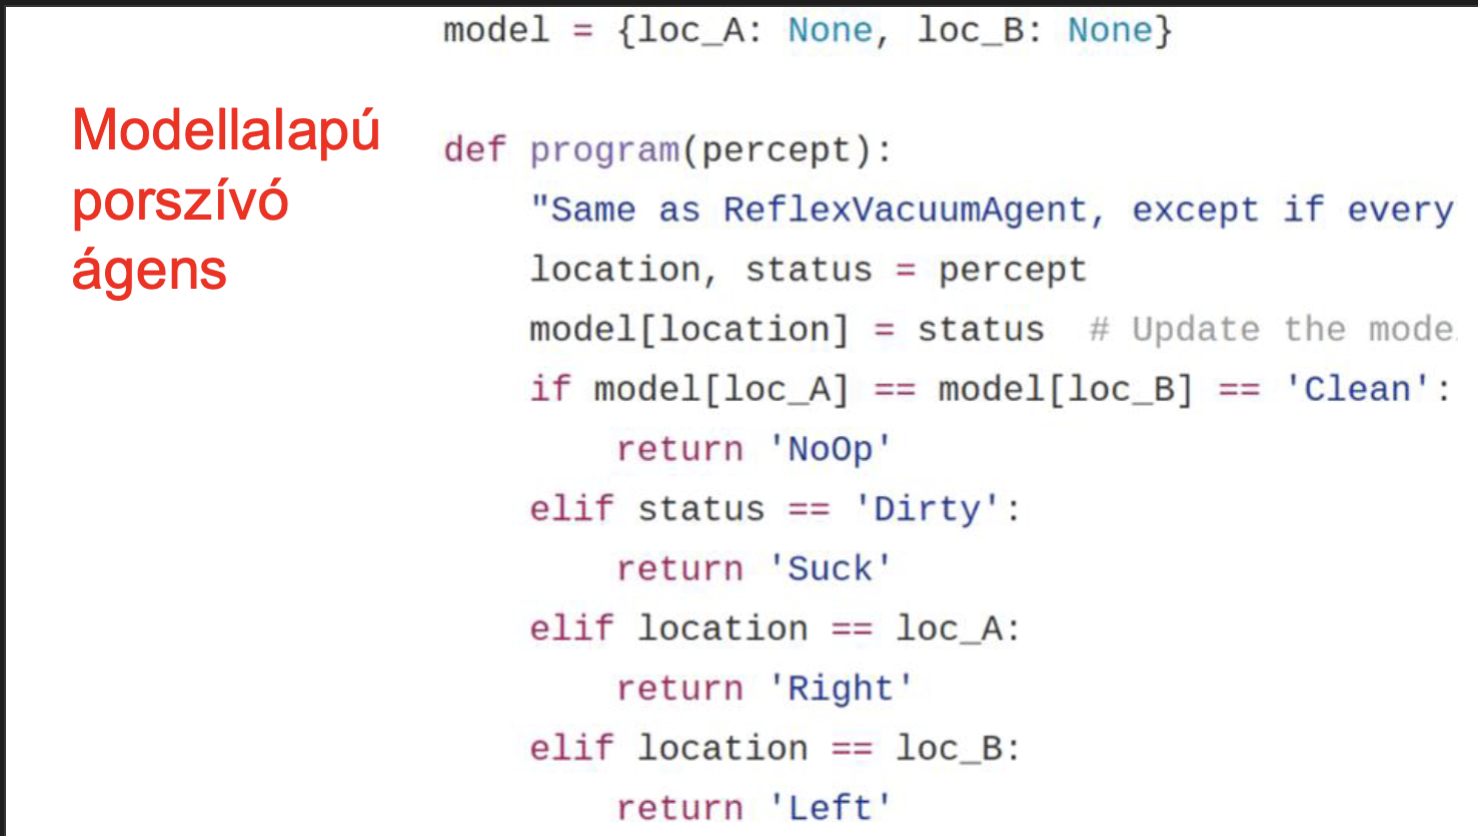 Modellalapú
porszívó
ágens
model = {loc_A: None, loc_B: None}
def program(percept):
"Same as ReflexVacuumAgent, except if every
location, status = percept
model[location] = status  # Update the mode
if model[loc_A] == model[loc_B] == 'Clean':
return 'NoOp'
elif status == 'Dirty':
return 'Suck'
elif location == loc_A:
return 'Right'
elif location == loc_B:
return 'Left'